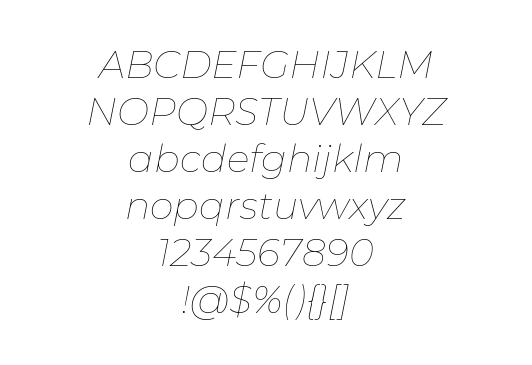 ABCDEFGHIJKLM
NOPQRSTUVWXYZ
abcdefghijklm
nopqrstuvwxyz
1234567890
!@$%(){}[]